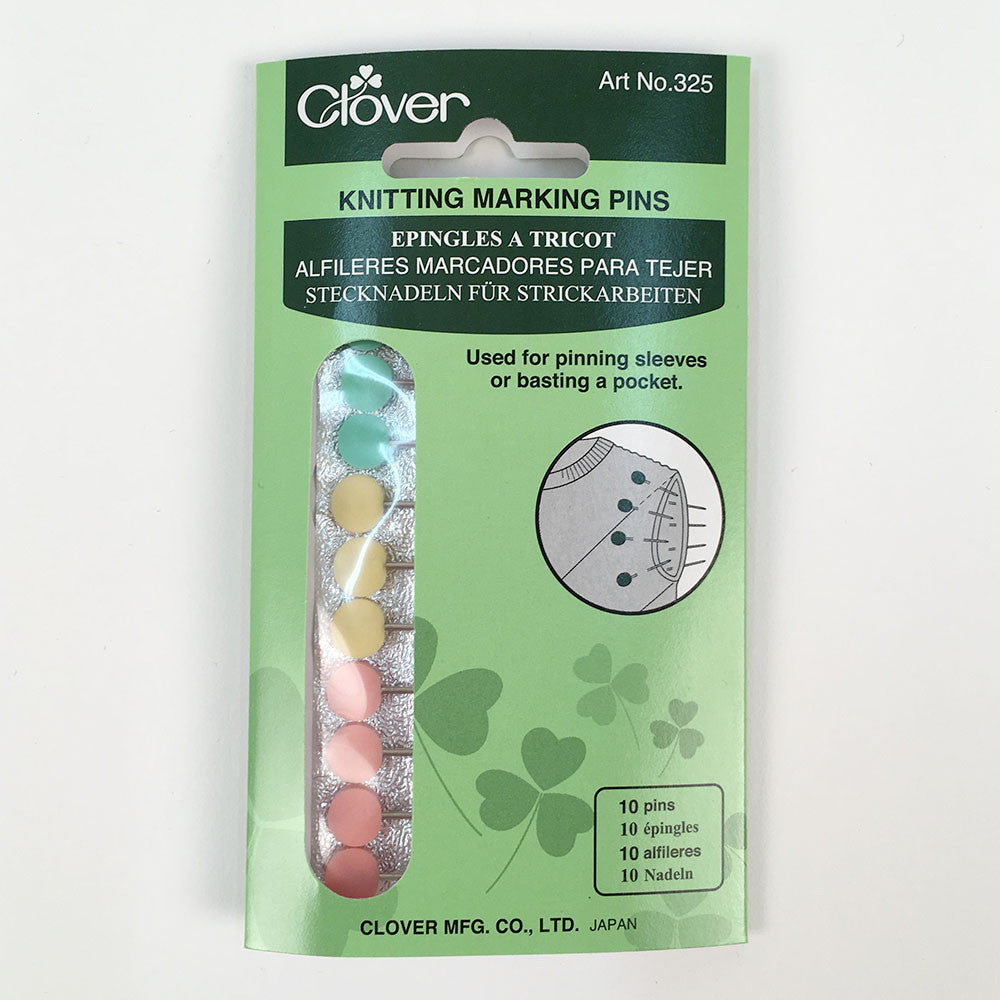 Clover
Art No.325
KNITTING MARKING PINS
EPINGLES A TRICOT
ALFILERES MARCADORES PARA TEJER
STECKNADELN FÜR STRICKARBEITEN
Used for pinning sleeves
or basting a pocket.
10 pins
10 épingles
10 alfileres
10 Nadeln
CLOVER MFG. CO., LTD. JAPAN